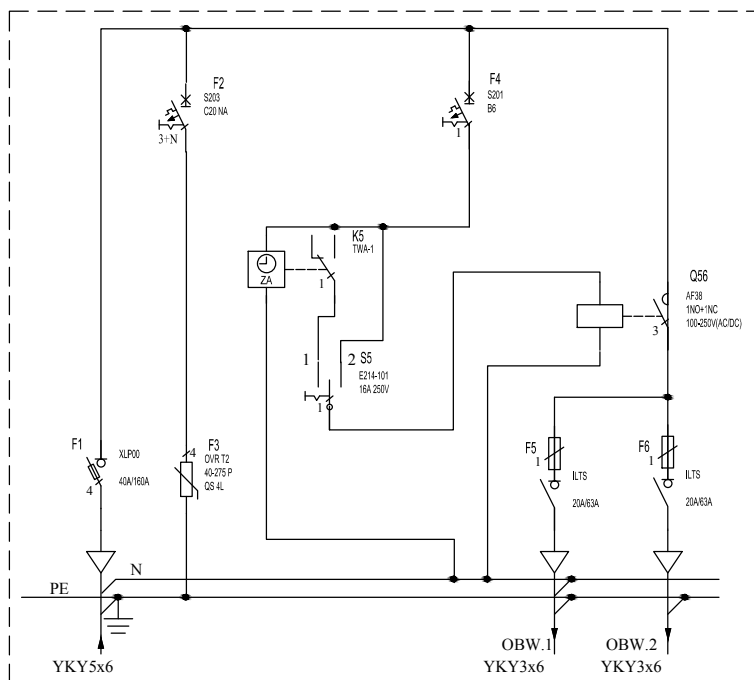 F2
S203
C20 NA
3+N
F4
S201
B6
1
K5
TWA-1
ZA
1
Q56
AF38
1NO+1NC
100-250V(AC/DC)
3
1
2
S5
E214-101
16A 250V
1
F1
XLP00
40A/160A
4
4
F3
OVR T2
40-275 P
QS 4L
F5
1
ILTS
20A/63A
F6
1
ILTS
20A/63A
N
PE
YKY5x6
OBW.1
YKY3x6
OBW.2
YKY3x6